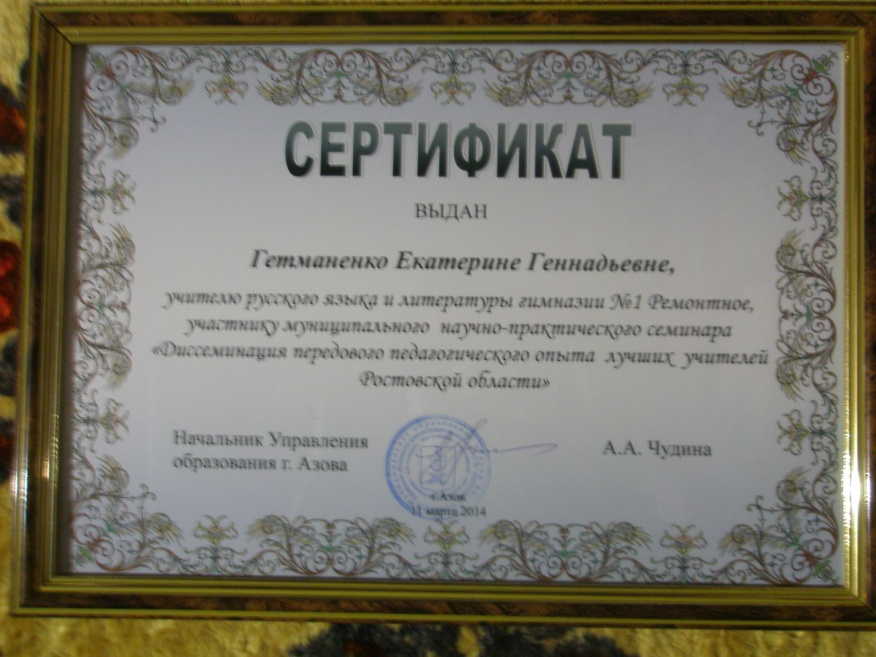 СЕРТИФИКАТ
ВЫДАН
Гетманенко Екатерине Геннадьевне,
учителю русского языка и литературы гимназии №1 Ремонтное,
участнику муниципального научно-практического семинара
«Диссеминация передового педагогического опыта лучших учителей
Ростовской области»
Начальник Управления
образования г. Азова
А.А. Чудина
г.Азов
11 марта 2014